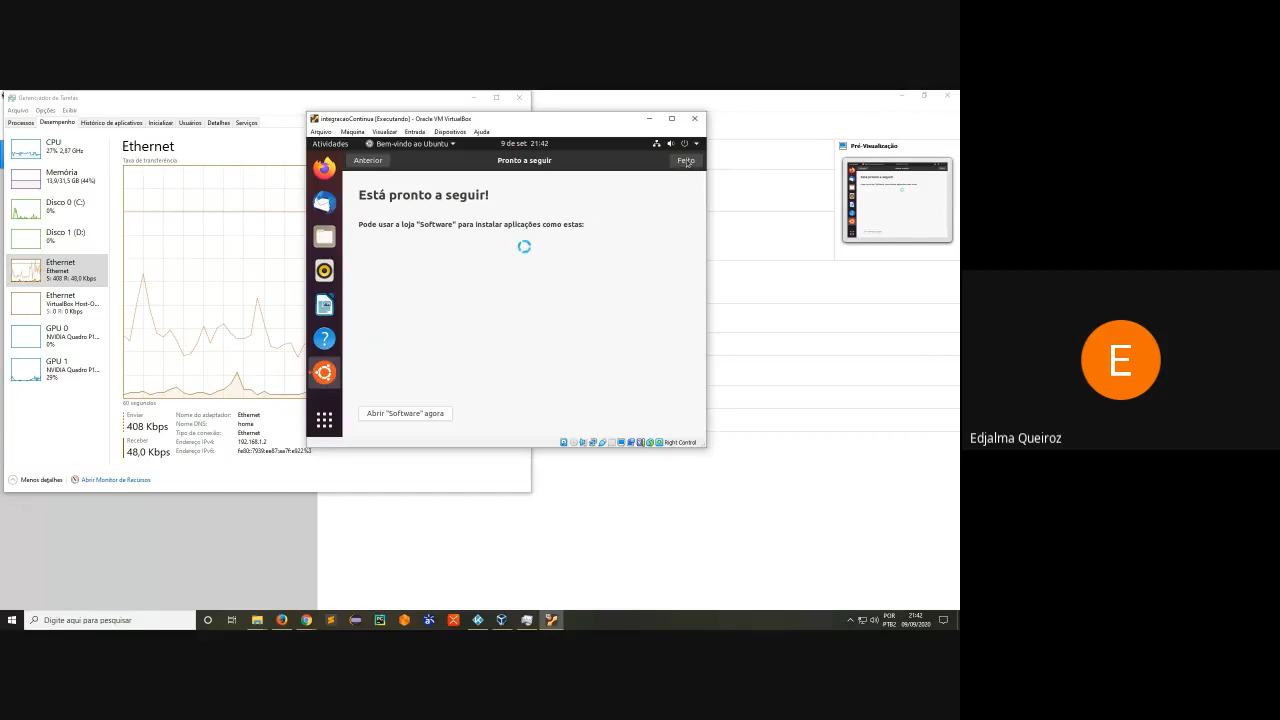 Gerenciador de Tarefas
Arquivo Opções Exibir
Processos Desempenho Histórico de aplicativos Inicializar Usuários Detalhes Serviços
CPU
27% 2,87 GHz
Memória
13,9/31,5 GB (44%)
Disco 0 (C:)
0%
Disco 1 (D:)
0%
Ethernet
Ethernet
S: 408 R: 48,0 Kbps
Ethernet
VirtualBox Host-O...
S: 0 R: 0 Kbps
GPU 0
NVIDIA Quadro P1...
0%
GPU 1
NVIDIA Quadro P1...
29%
Ethernet
Taxa de transferência
60 segundos
Enviar
408 Kbps
Receber
48,0 Kbps
Nome do adaptador: Ethernet
Nome DNS: home
Tipo da conexão: Ethernet
Endereço IPv4: 192.168.1.2
Endereço IPv6:
Menos detalhes Abrir Monitor de Recursos
integracaoContinua [Executando] - Oracle VM VirtualBox
Arquivo Máquina Visualizar Entrada Dispositivos Ajuda
Atividades Bem-vindo ao Ubuntu 9 de set 21:42
Anterior Pronto a seguir Feito
Está pronto a seguir!
Pode usar a loja "Software" para instalar aplicações como estas:
Abrir "Software" agora
Right Control
Pré-Visualização
E
Edjalma Queiroz
Digite aqui para pesquisar
POR
PTB2
21:42
09/09/2020